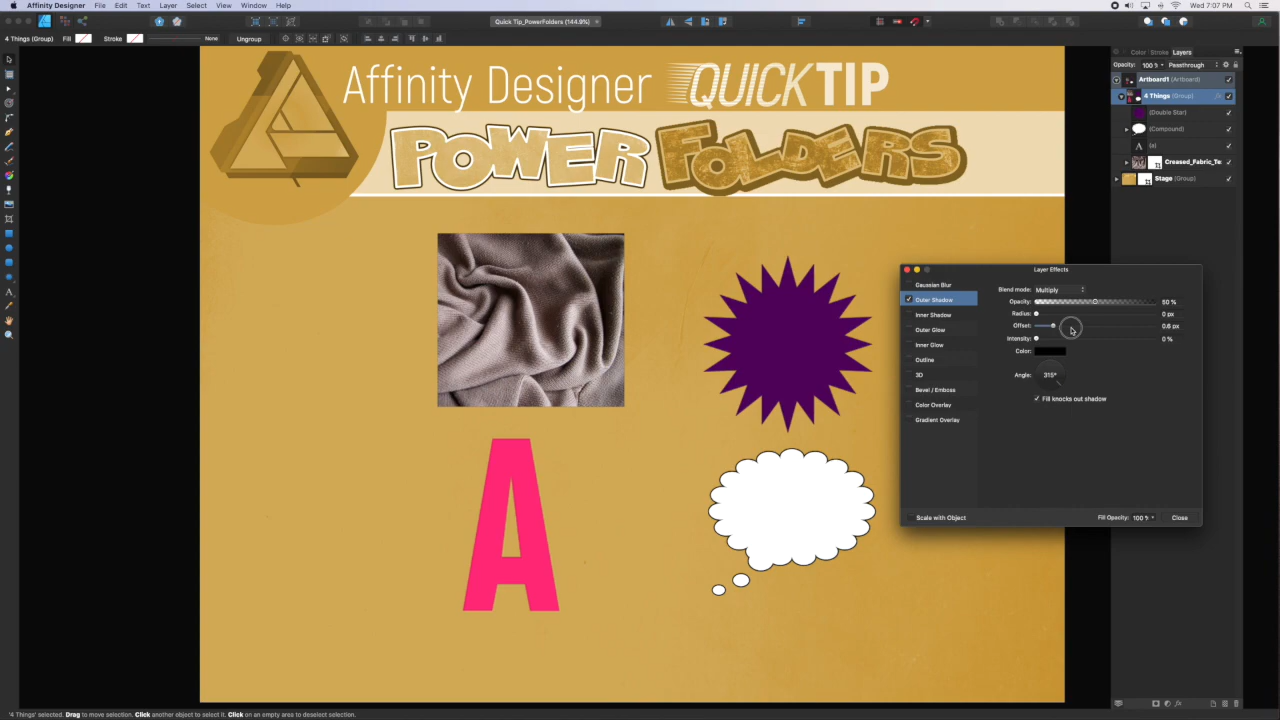 Affinity Designer File Edit Text Layer Select View Window Help
Wed 7:07 PM
Quick Tip_PowerFolders (144.9%)
4 Things (Group) Fill Stroke None Ungroup
Color Stroke Layers
Opacity: 100 % Passthrough
Artboard1 (Artboard)
4 Things (Group)
(Double Star)
(Compound)
A (a)
Creased_Fabric_Te
Stage (Group)
Affinity Designer QUICKTIP
POWER FOLDERS
A
Layer Effects
Gaussian Blur
Outer Shadow
Inner Shadow
Outer Glow
Inner Glow
Outline
3D
Bevel / Emboss
Color Overlay
Gradient Overlay
Blend mode: Multiply
Opacity: 50 %
Radius: 0 px
Offset: 0.6 px
Intensity: 0 %
Color:
Angle: 315°
Fill knocks out shadow
Scale with Object
Fill Opacity: 100 %
Close
'4 Things' selected. Drag to move selection. Click another object to select it. Click on an empty area to deselect selection.